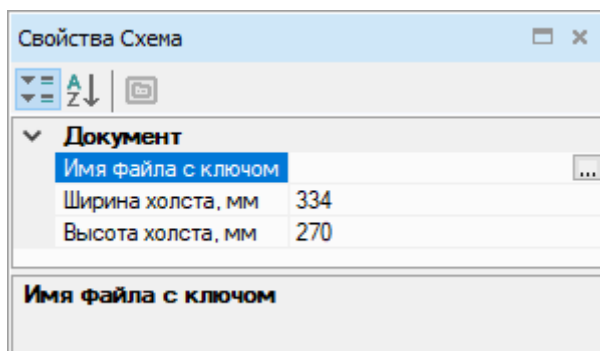 Свойства Схема
A
Z
Документ
Имя файла с ключом
...
Ширина холста, мм 334
Высота холста, мм 270
Имя файла с ключом